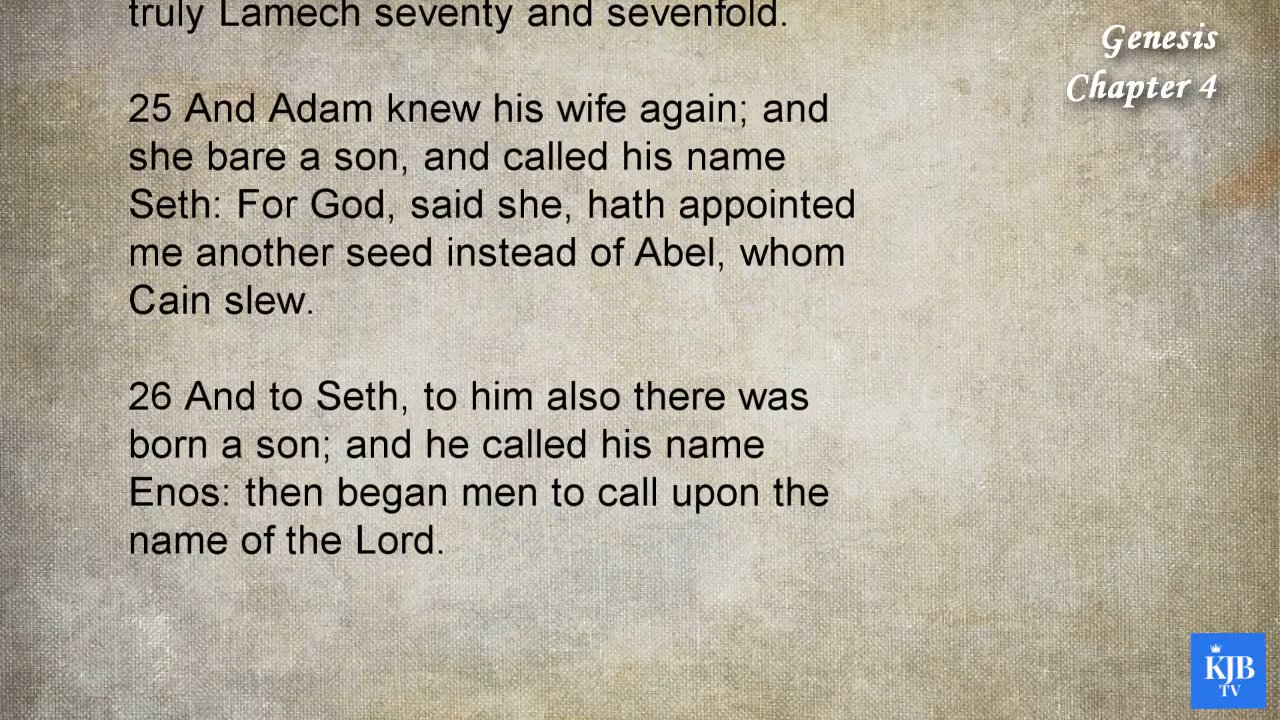 truly Lamech seventy and sevenfold.
Genesis
Chapter 4
25 And Adam knew his wife again; and
she bare a son, and called his name
Seth: For God, said she, hath appointed
me another seed instead of Abel, whom
Cain slew.
26 And to Seth, to him also there was
born a son; and he called his name
Enos: then began men to call upon the
name of the Lord.
KJB
TV